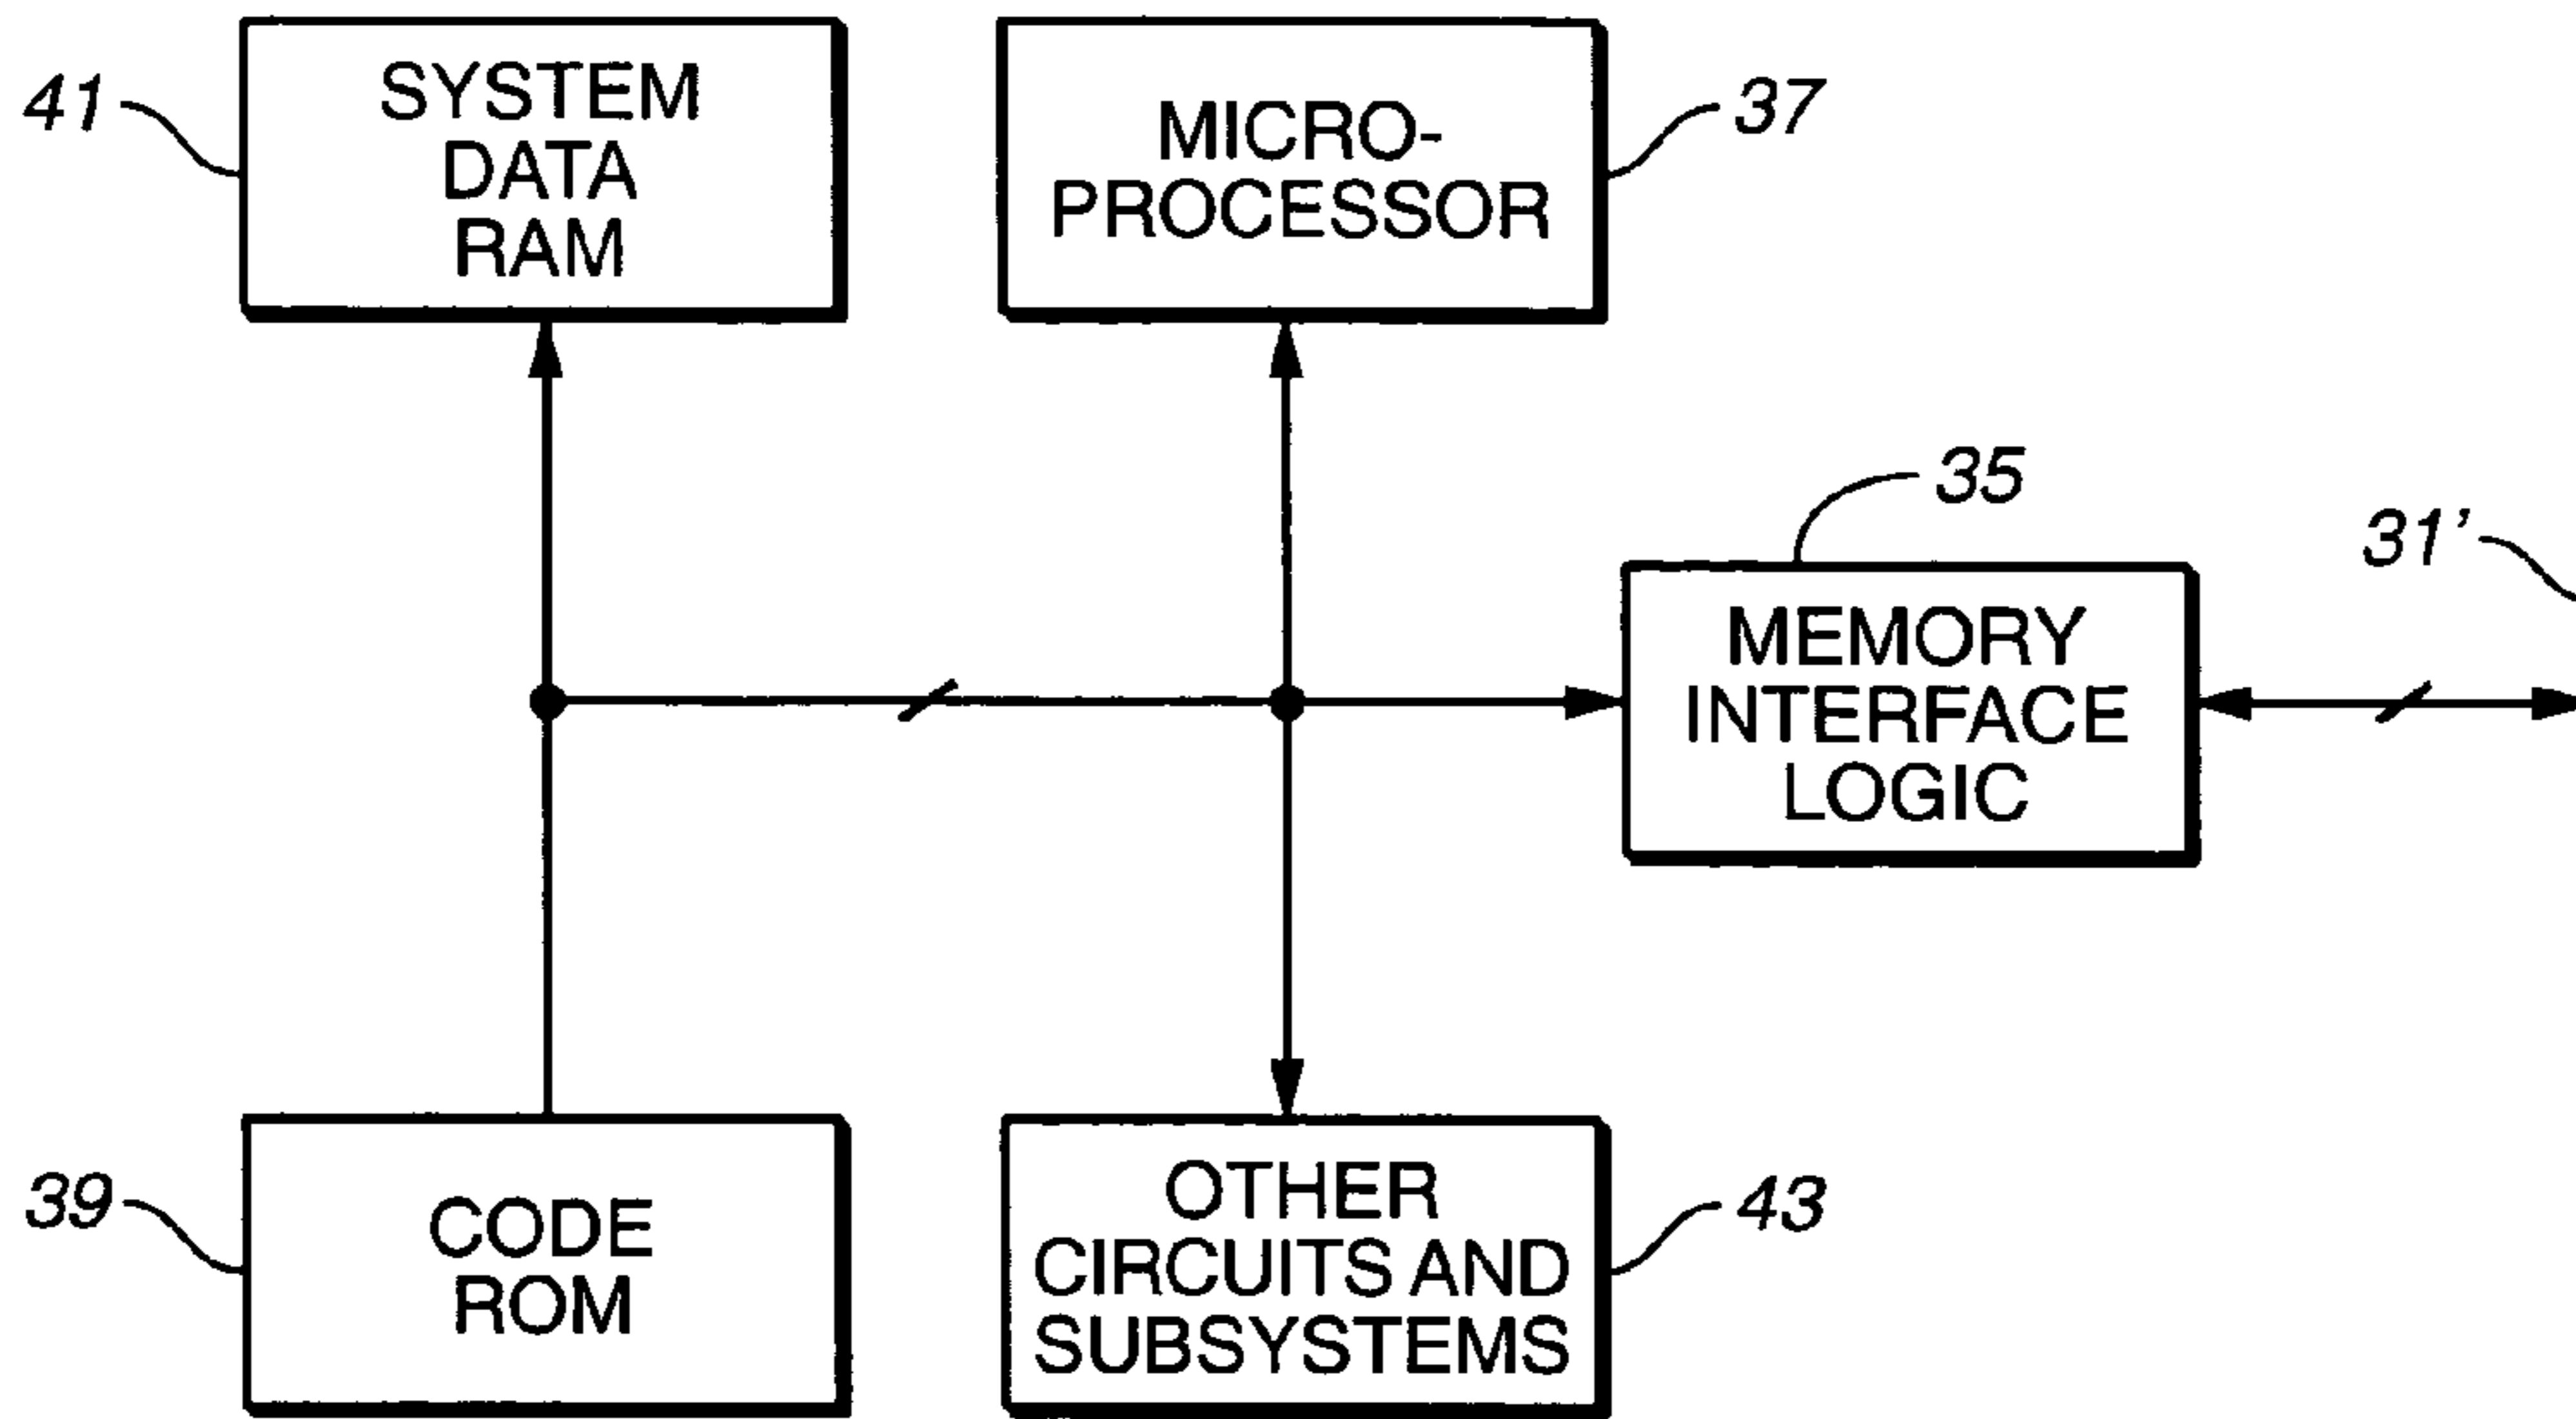 41
SYSTEM
DATA
RAM
MICRO-
PROCESSOR
37
35
31’
MEMORY
INTERFACE
LOGIC
39
CODE
ROM
OTHER
CIRCUITS AND
SUBSYSTEMS
43